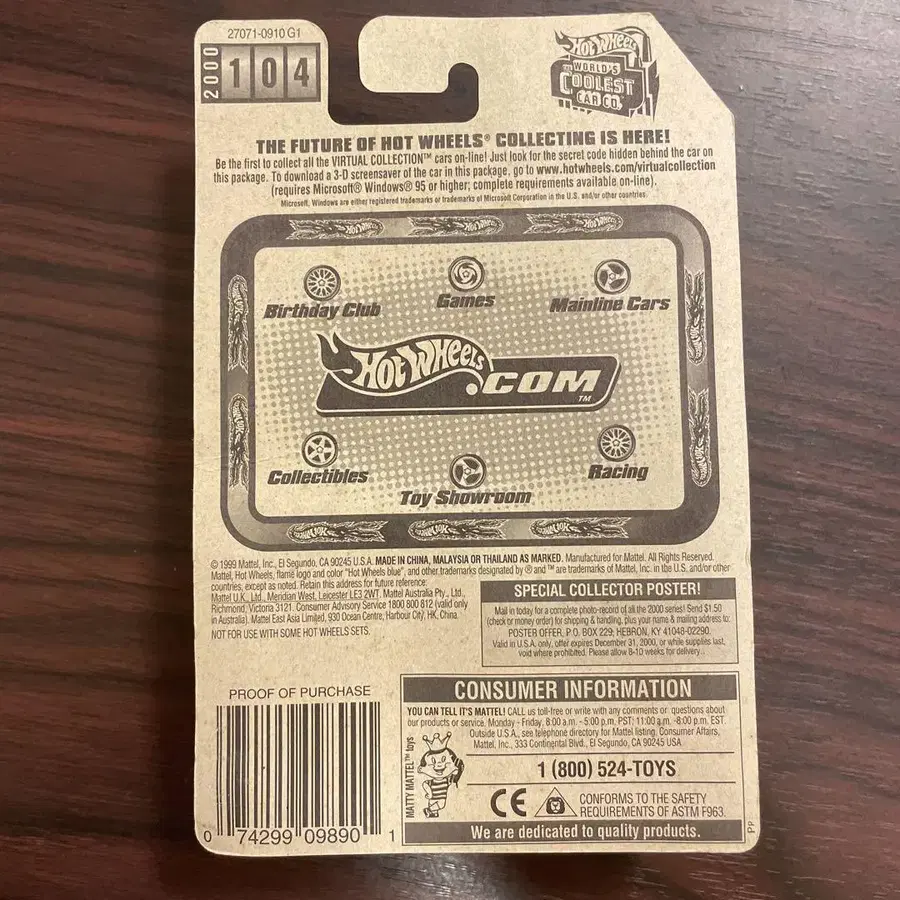 27071-0910 G1
2000
104
HOT WHEELS
WORLD'S
COOLEST
CAR CO.
THE FUTURE OF HOT WHEELS® COLLECTING IS HERE!
Be the first to collect all the VIRTUAL COLLECTION™ cars on-line! Just look for the secret code hidden behind the car on
this package. To download a 3-D screensaver of the car in this package, go to www.hotwheels.com/virtualcollection
(requires Microsoft® Windows® 95 or higher; complete requirements available on-line).
Microsoft, Windows are either registered trademarks or trademarks of Microsoft Corporation in the U.S. and/or other countries.
Birthday Club
Games
Mainline Cars
HOT WHEELS.COM™
Collectibles
Toy Showroom
Racing
© 1999 Mattel, Inc., El Segundo, CA 90245 U.S.A. MADE IN CHINA, MALAYSIA OR THAILAND AS MARKED. Manufactured for Mattel. All Rights Reserved.
Mattel, Hot Wheels, flame logo and color "Hot Wheels blue", and other trademarks designated by ® and ™ are trademarks of Mattel, Inc. in the U.S. and/or other
countries, except as noted. Retain this address for future reference:
Mattel U.K., Ltd., Meridian West, Leicester LE3 2WT. Mattel Australia Pty., Ltd.,
Richmond, Victoria 3121. Consumer Advisory Service 1800 800 812 (valid only
in Australia). Mattel East Asia Limited, 930 Ocean Centre, Harbour City, HK, China.
NOT FOR USE WITH SOME HOT WHEELS SETS.
SPECIAL COLLECTOR POSTER!
Mail in today for a complete photo-record of all the 2000 series! Send $1.50
(check or money order) for shipping & handling, plus your name & mailing address to:
POSTER OFFER, P.O. BOX 229; HEBRON, KY 41048-02290.
Valid in U.S.A. only, offer expires December 31, 2000, or while supplies last,
void where prohibited. Please allow 8-10 weeks for delivery.
PROOF OF PURCHASE
0 74299 09890 1
CONSUMER INFORMATION
YOU CAN TELL IT'S MATTEL! CALL us toll-free or write with any comments or questions about
our products or service. Monday - Friday, 8:00 a.m. - 5:00 p.m. PST; 11:00 a.m. -8:00 p.m. EST.
Outside U.S.A., see telephone directory for Mattel listing. Consumer Affairs,
Mattel, Inc., 333 Continental Blvd., El Segundo, CA 90245 USA
MATTY MATTEL™ toys
1 (800) 524-TOYS
CE
CONFORMS TO THE SAFETY
REQUIREMENTS OF ASTM F963.
We are dedicated to quality products.
PP